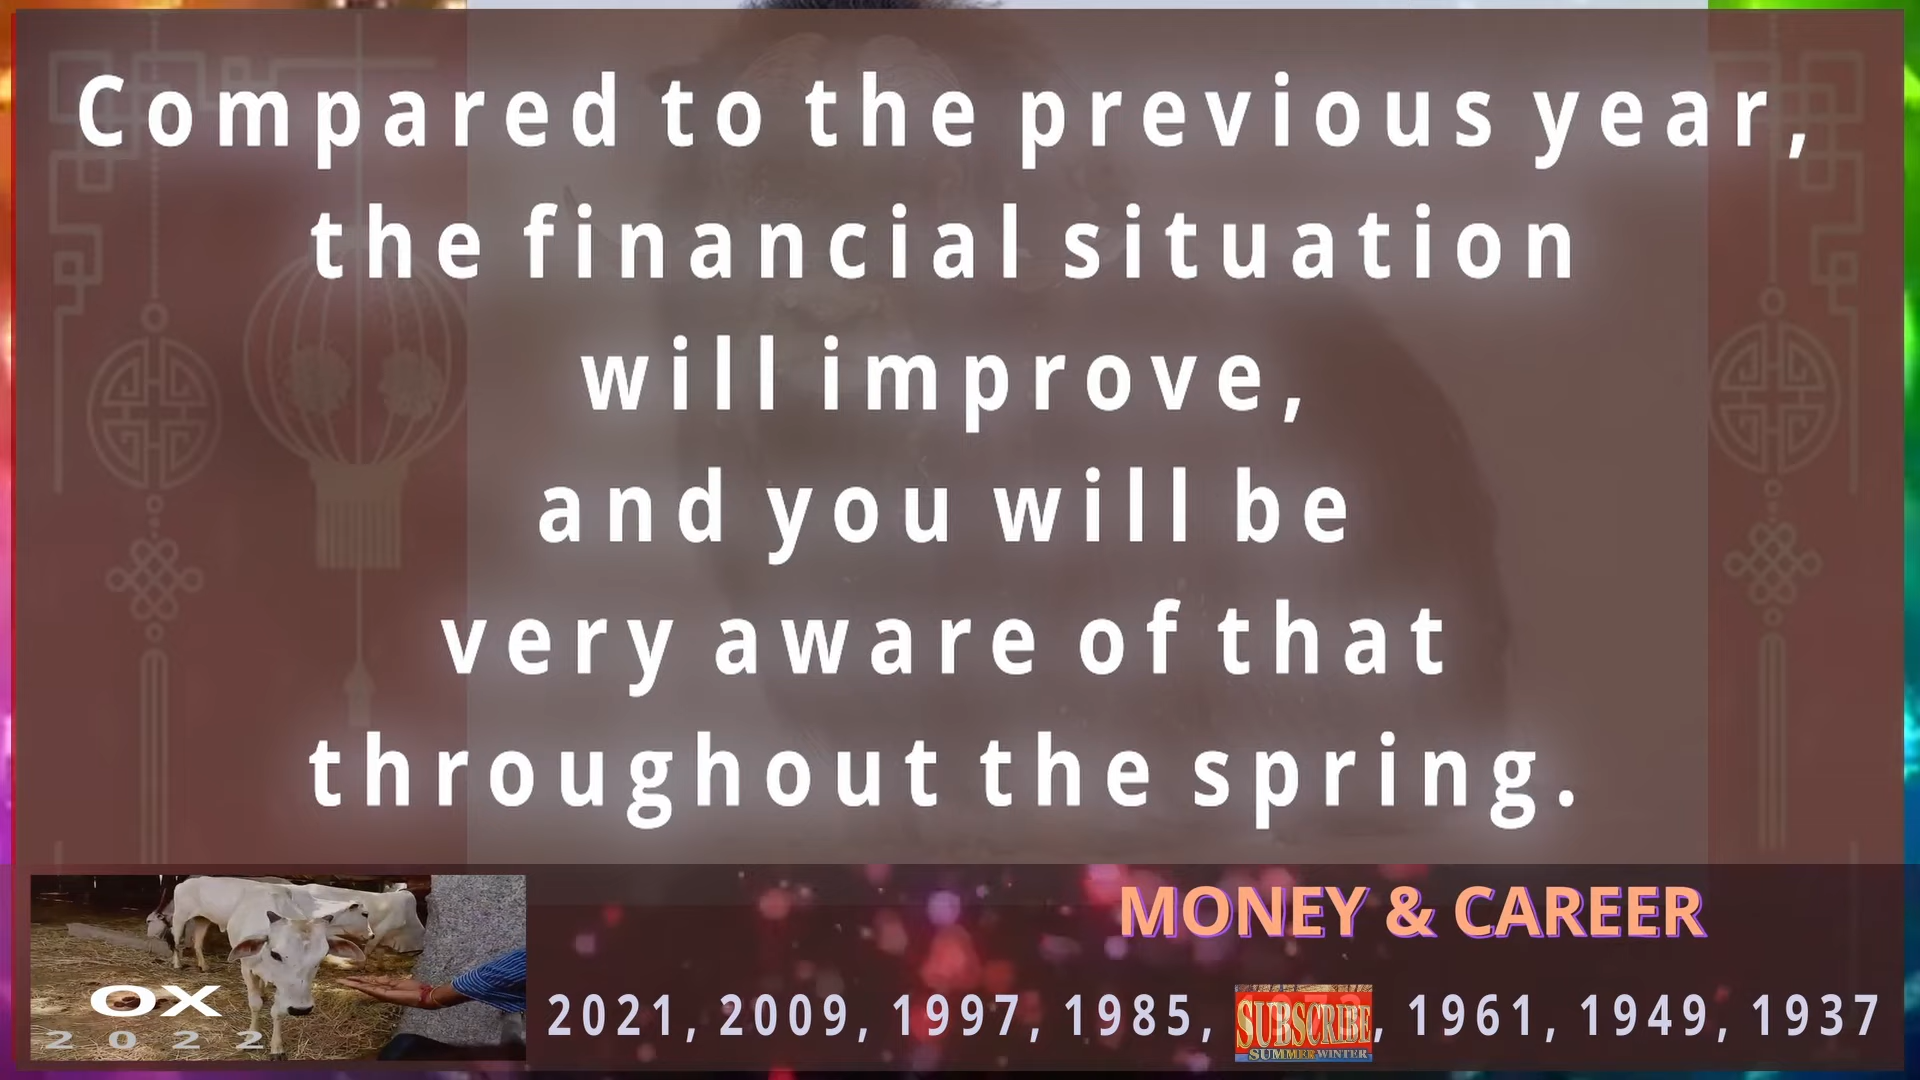 Compared to the previous year,
the financial situation
will improve,
and you will be
very aware of that
throughout the spring.
MONEY & CAREER
OX
2022
2021, 2009, 1997, 1985, , 1961, 1949, 1937
SUBSCRIBE
SUMMER WINTER